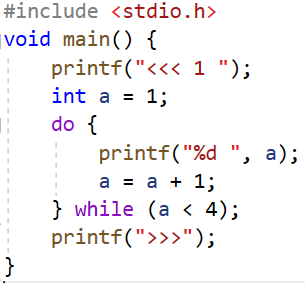 #include <stdio.h>
void main() {
    printf("<<< 1 ");
    int a = 1;
    do {
        printf("%d ", a);
        a = a + 1;
    } while (a < 4);
    printf(">>>");
}